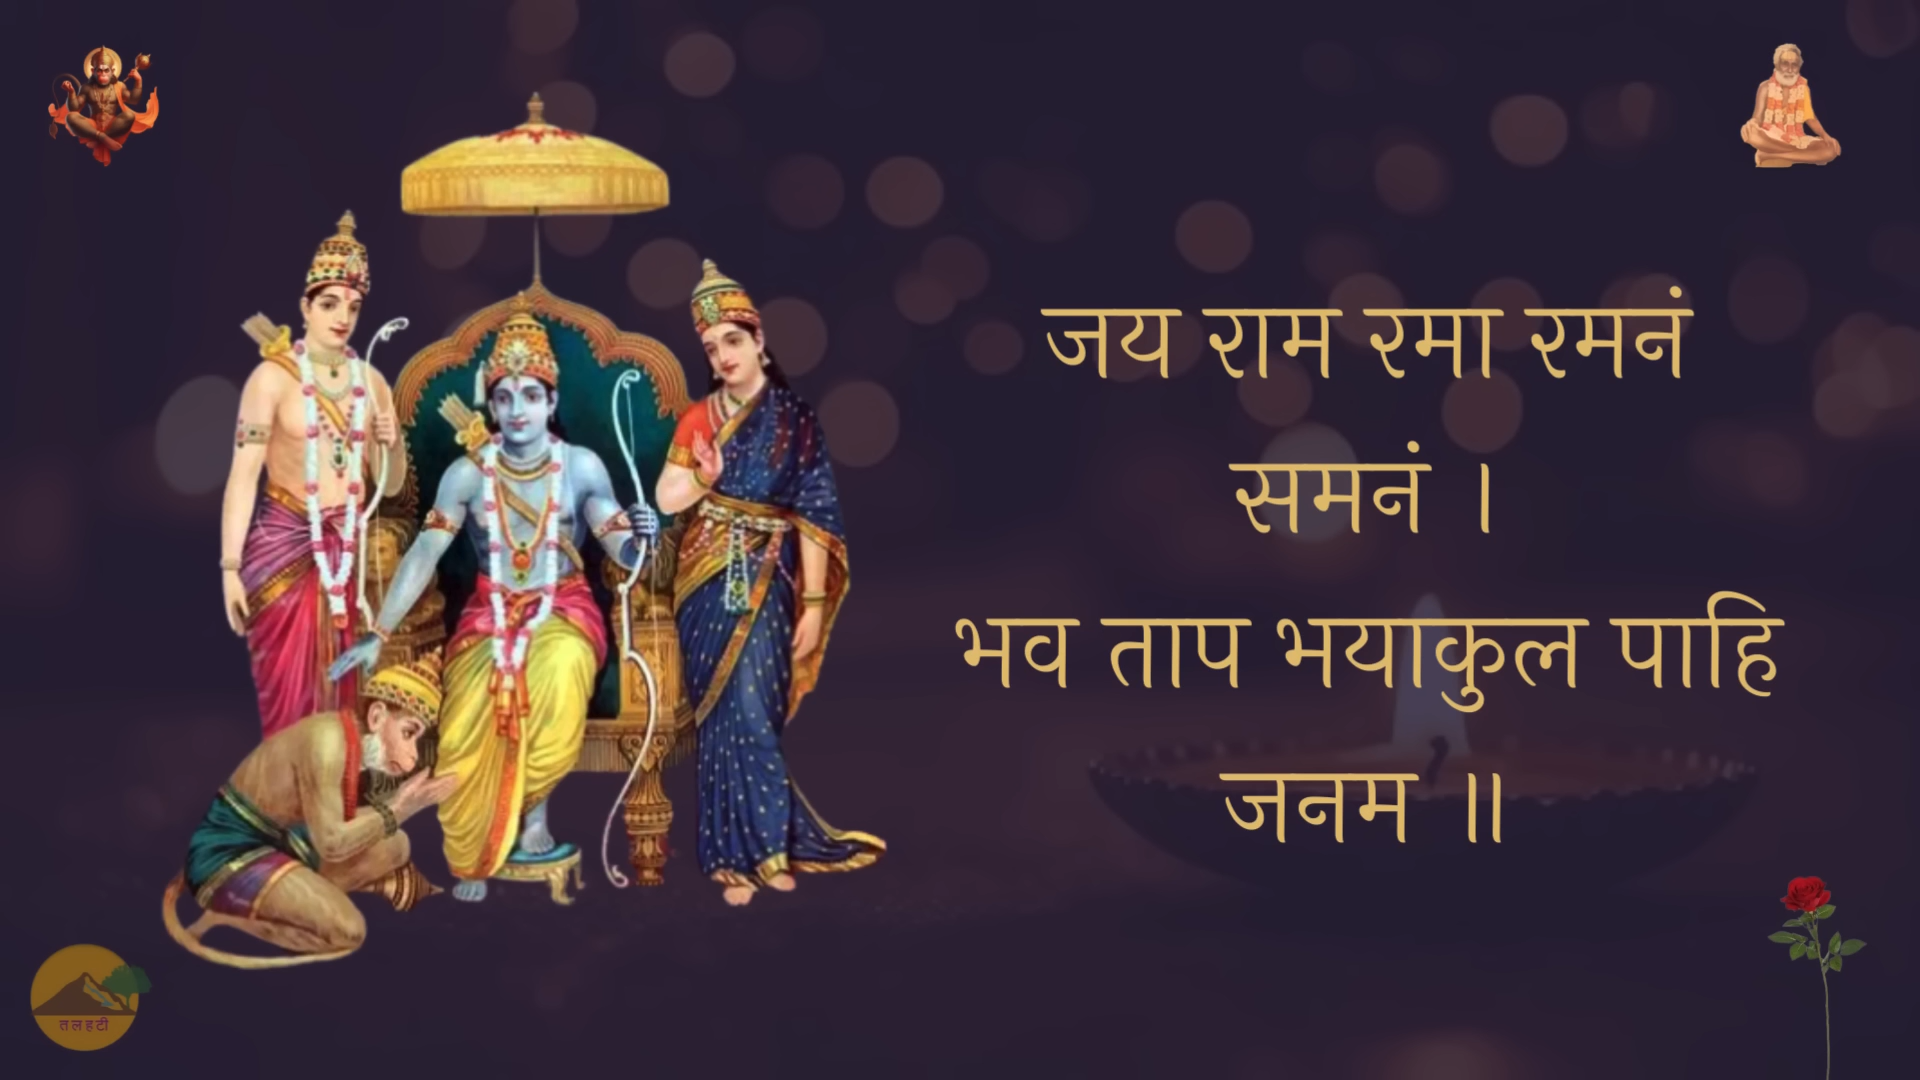 जय राम रमा रमनं
समनं ।
भव ताप भयाकुल पाहि
जनम ॥
तलहटी